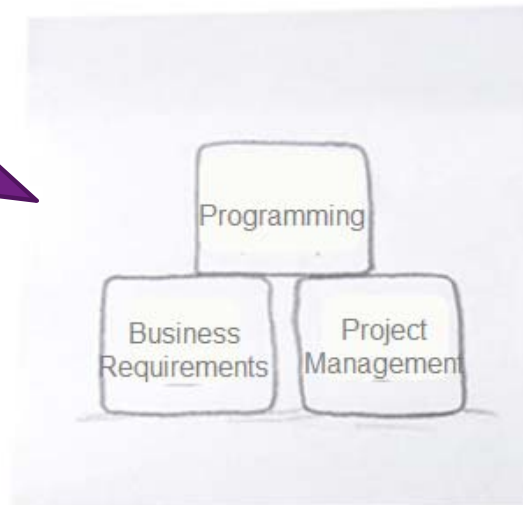 Programming
Business
Requirements
Project
Management